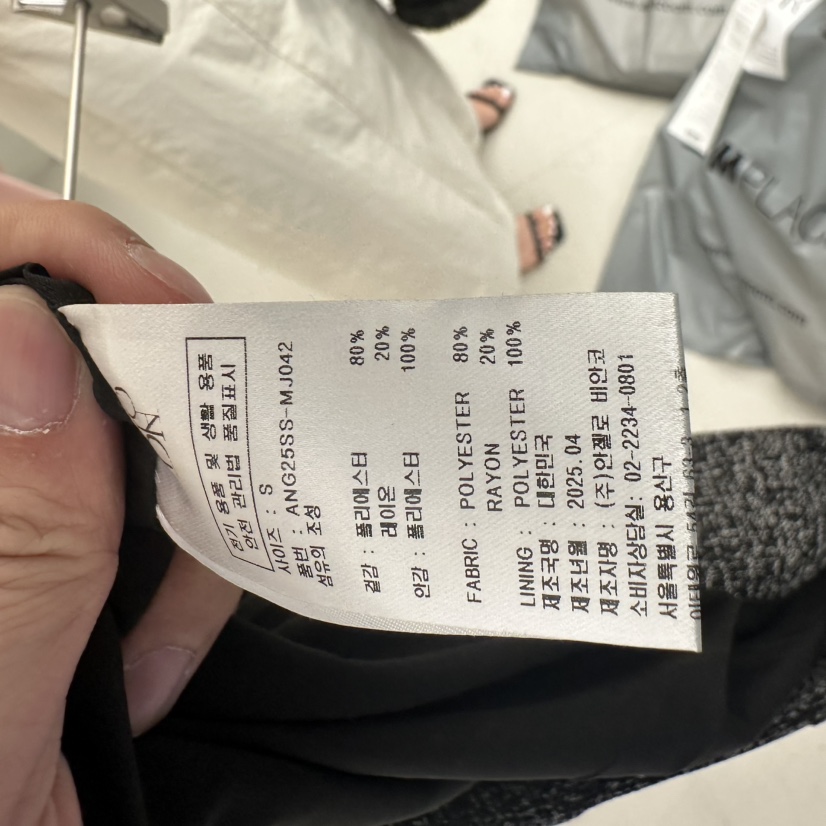 전기 용품 및 생활 용품
안전 관리법 품질표시
사이즈 : S
품번 : ANG25SS-MJ042
섬유의 조성
겉감 : 폴리에스터 80%
레이온 20%
안감 : 폴리에스터 100%
FABRIC : POLYESTER 80%
RAYON 20%
LINING : POLYESTER 100%
제조국명 : 대한민국
제조년월 : 2025.04
제조자명 : (주)안젤로 비안코
소비자상담실: 02-2234-0801
서울특별시 용산구
MPLAC